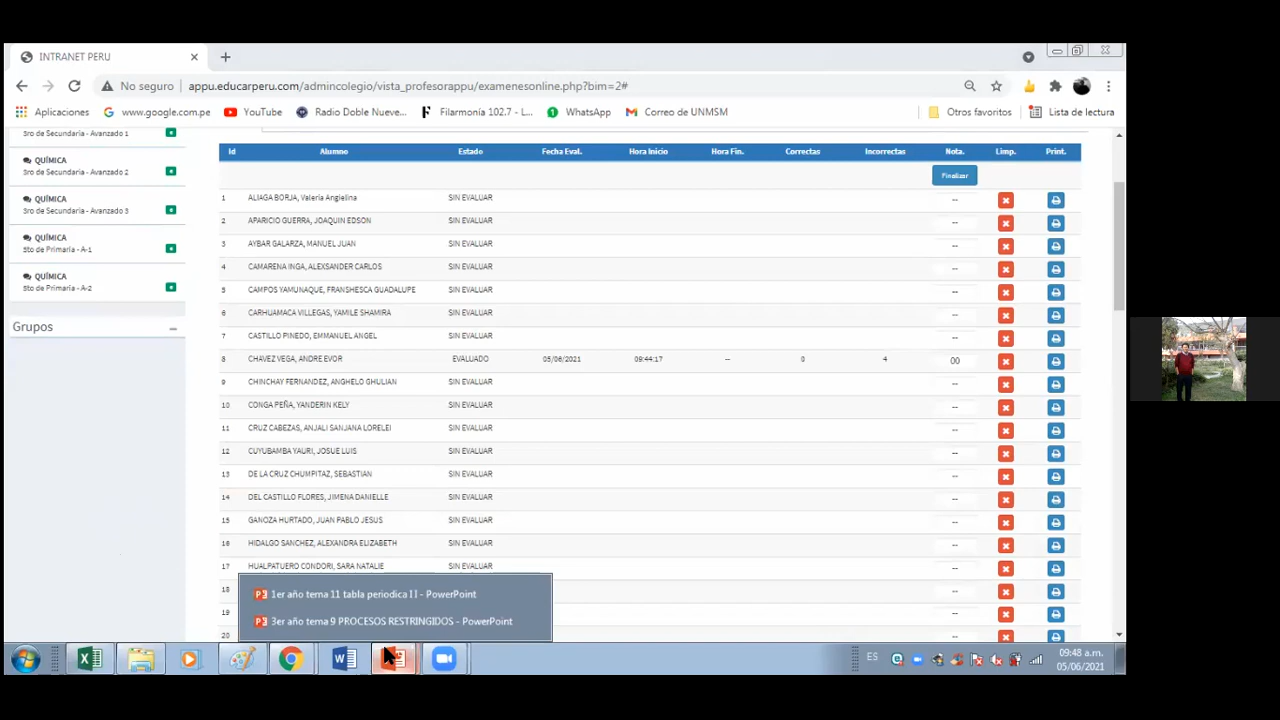 INTRANET PERU
No seguro appu.educarperu.com/admincolegio/vista_profesorappu/examenesonline.php?bim=2#
Aplicaciones www.google.com.pe YouTube Radio Doble Nueve... Filarmonía 102.7 - L... WhatsApp Correo de UNMSM Otros favoritos Lista de lectura
3ro de Secundaria - Avanzado 1
QUÍMICA
3ro de Secundaria - Avanzado 2
QUÍMICA
3ro de Secundaria - Avanzado 3
QUÍMICA
5to de Primaria - A-1
QUÍMICA
5to de Primaria - A-2
Grupos
Id Alumno Estado Fecha Eval. Hora Inicio Hora Fin. Correctas Incorrectas Nota. Limp. Print.
Finalizar
1 ALIAGA BORJA, Valeria Angielina SIN EVALUAR --
2 APARICIO GUERRA, JOAQUIN EDSON SIN EVALUAR --
3 AYBAR GALARZA, MANUEL JUAN SIN EVALUAR --
4 CAMARENA INGA, ALEXSANDER CARLOS SIN EVALUAR --
5 CAMPOS YAMUNAQUE, FRANSHESCA GUADALUPE SIN EVALUAR --
6 CARHUAMACA VILLEGAS, YAMILE SHAMIRA SIN EVALUAR --
7 CASTILLO PINEDO, EMMANUEL ANGEL SIN EVALUAR --
8 CHAVEZ VEGA, ANDRE EVOR EVALUADO 05/06/2021 09:44:17 -- 0 4 00
9 CHINCHAY FERNANDEZ, ANGHELO GHULIAN SIN EVALUAR --
10 CONGA PEÑA, YANDERIN KELY SIN EVALUAR --
11 CRUZ CABEZAS, ANJALI SANJANA LORELEI SIN EVALUAR --
12 CUYUBAMBA YAURI, JOSUE LUIS SIN EVALUAR --
13 DE LA CRUZ CHUMPITAZ, SEBASTIAN SIN EVALUAR --
14 DEL CASTILLO FLORES, JIMENA DANIELLE SIN EVALUAR --
15 GANOZA HURTADO, JUAN PABLO JESUS SIN EVALUAR --
16 HIDALGO SANCHEZ, ALEXANDRA ELIZABETH SIN EVALUAR --
17 HUALPATUERO CONDORI, SARA NATALIE SIN EVALUAR --
18 --
19 --
20 --
1er año tema 11 tabla periodica II - PowerPoint
3er año tema 9 PROCESOS RESTRINGIDOS - PowerPoint
ES 09:48 a.m.
05/06/2021